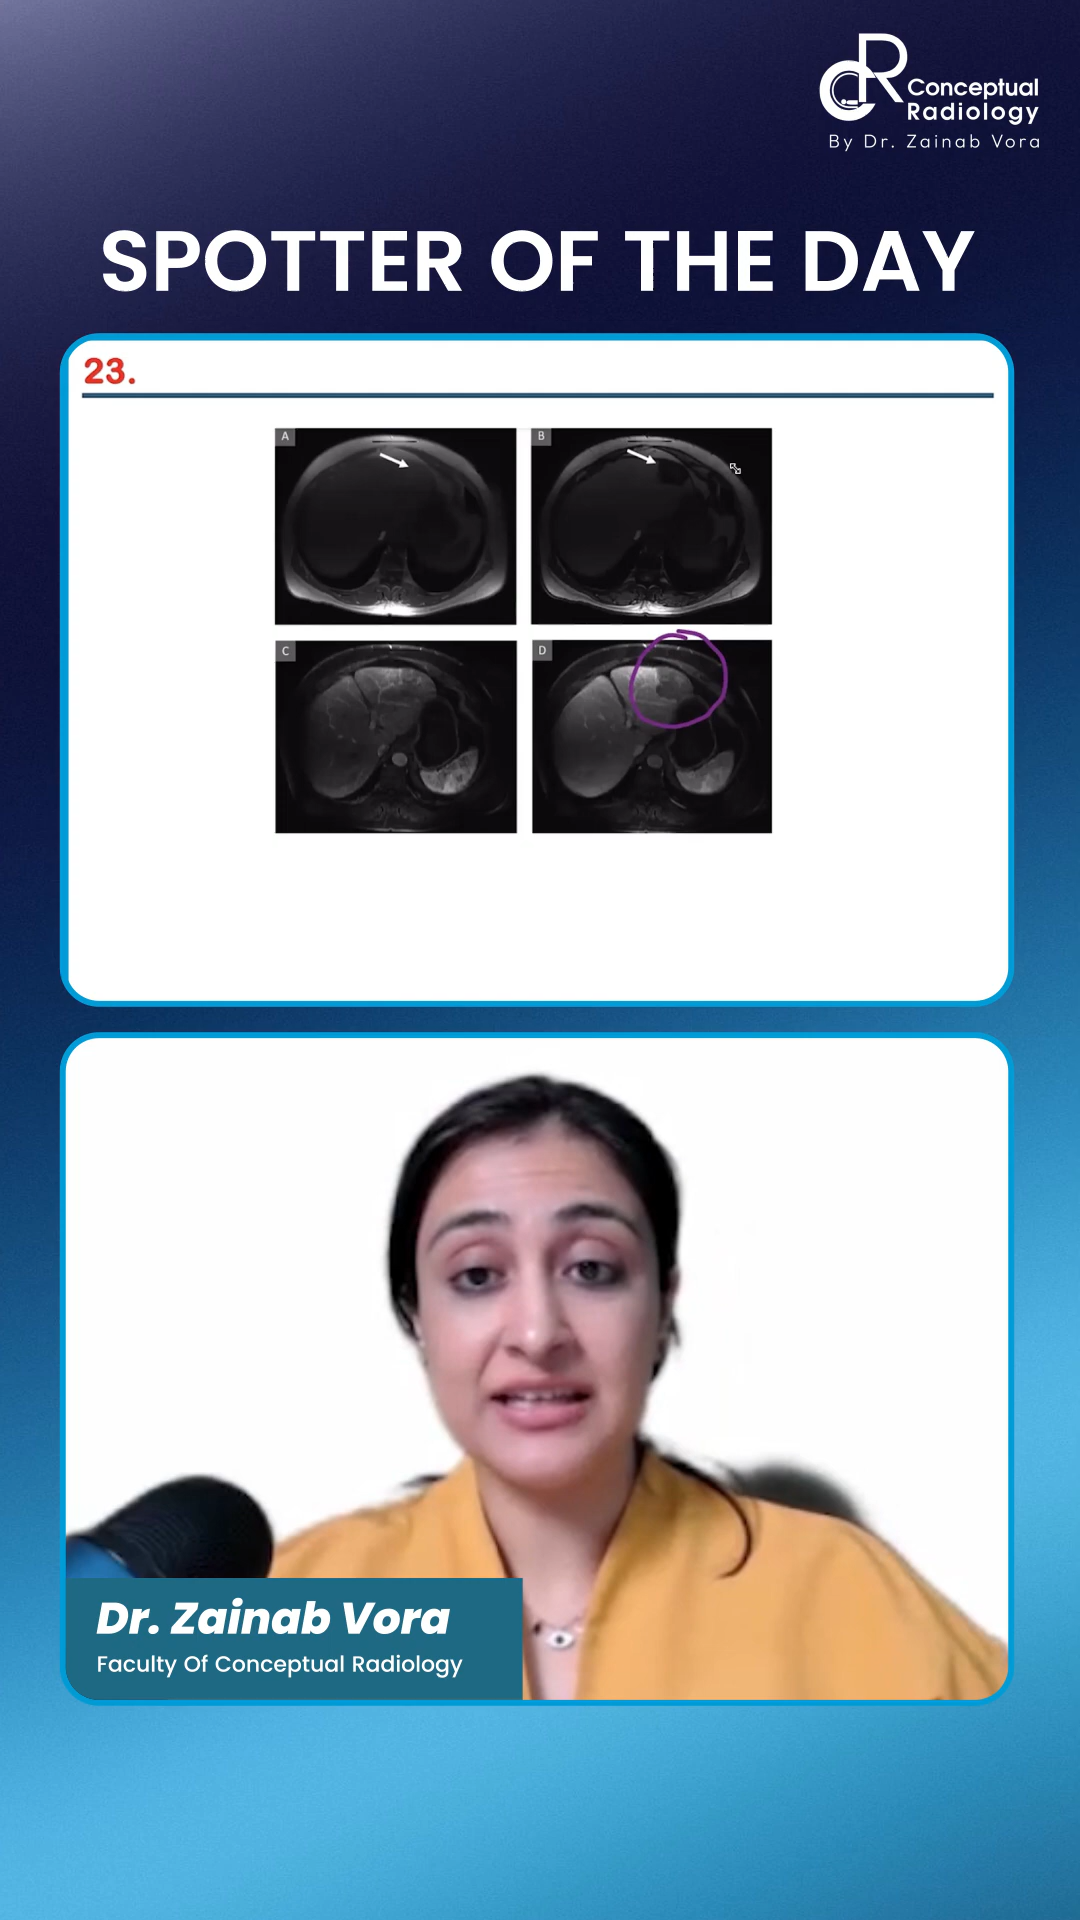 Conceptual
Radiology
By Dr. Zainab Vora
SPOTTER OF THE DAY
23.
A
B
C
D
Dr. Zainab Vora
Faculty Of Conceptual Radiology